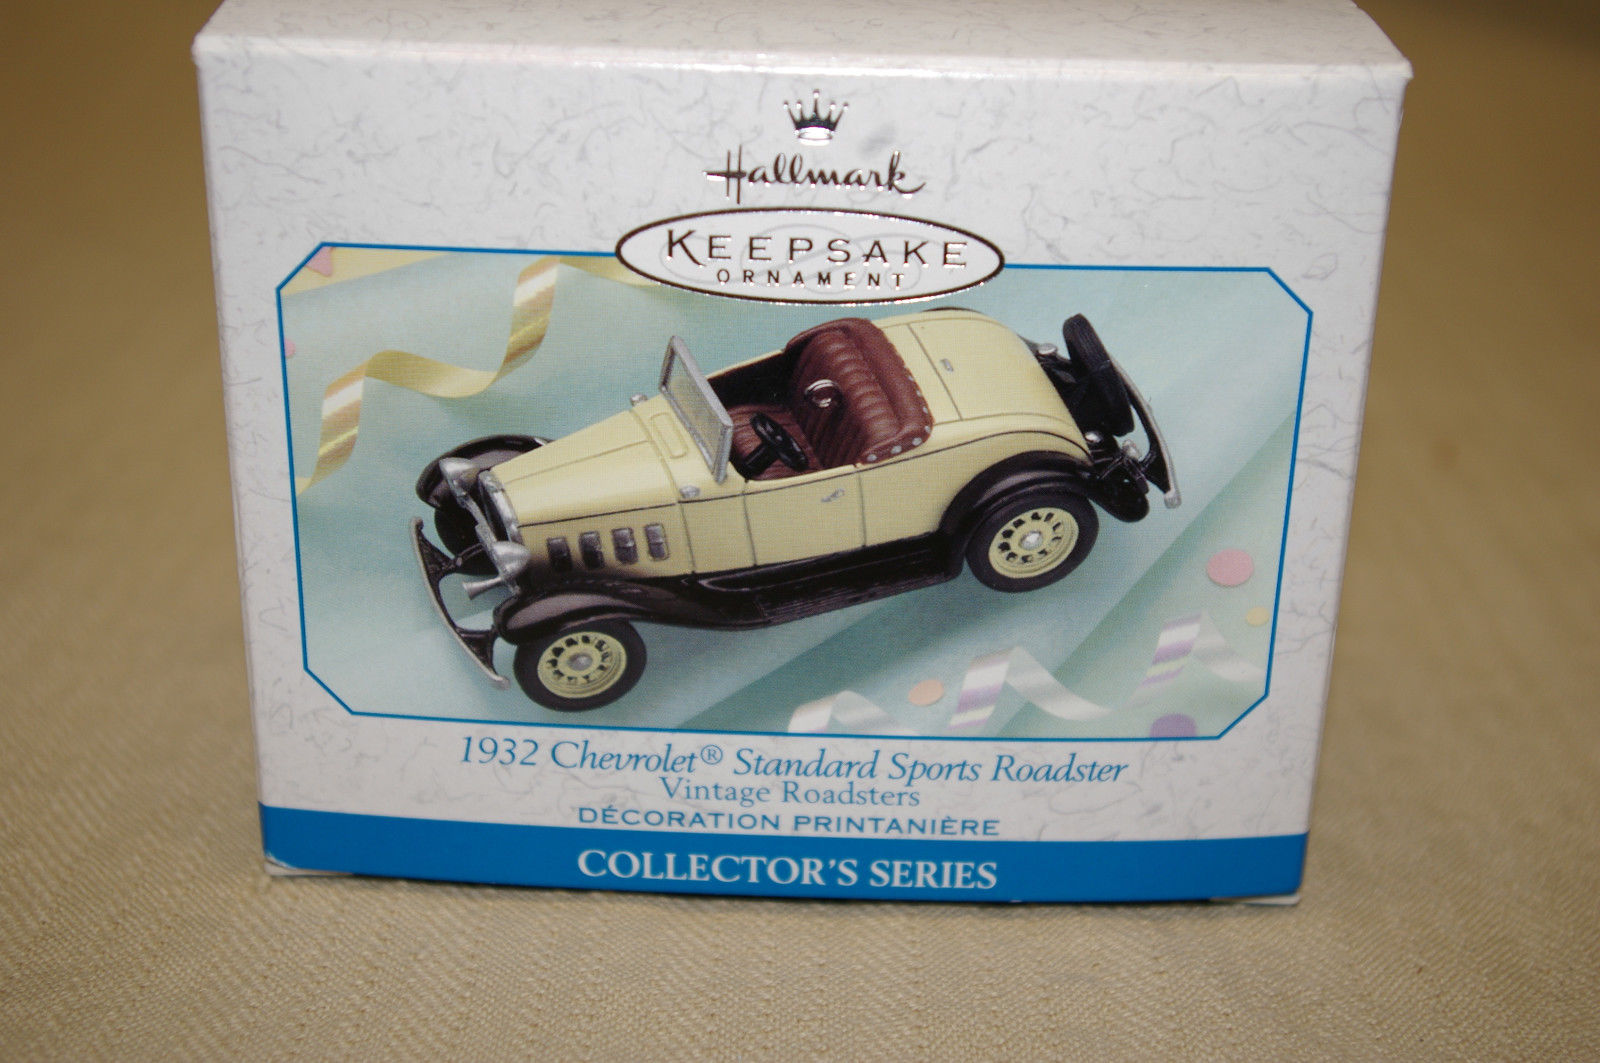 Hallmark
KEEPSAKE
ORNAMENT
1932 Chevrolet® Standard Sports Roadster
Vintage Roadsters
DÉCORATION PRINTANIÈRE
COLLECTOR'S SERIES